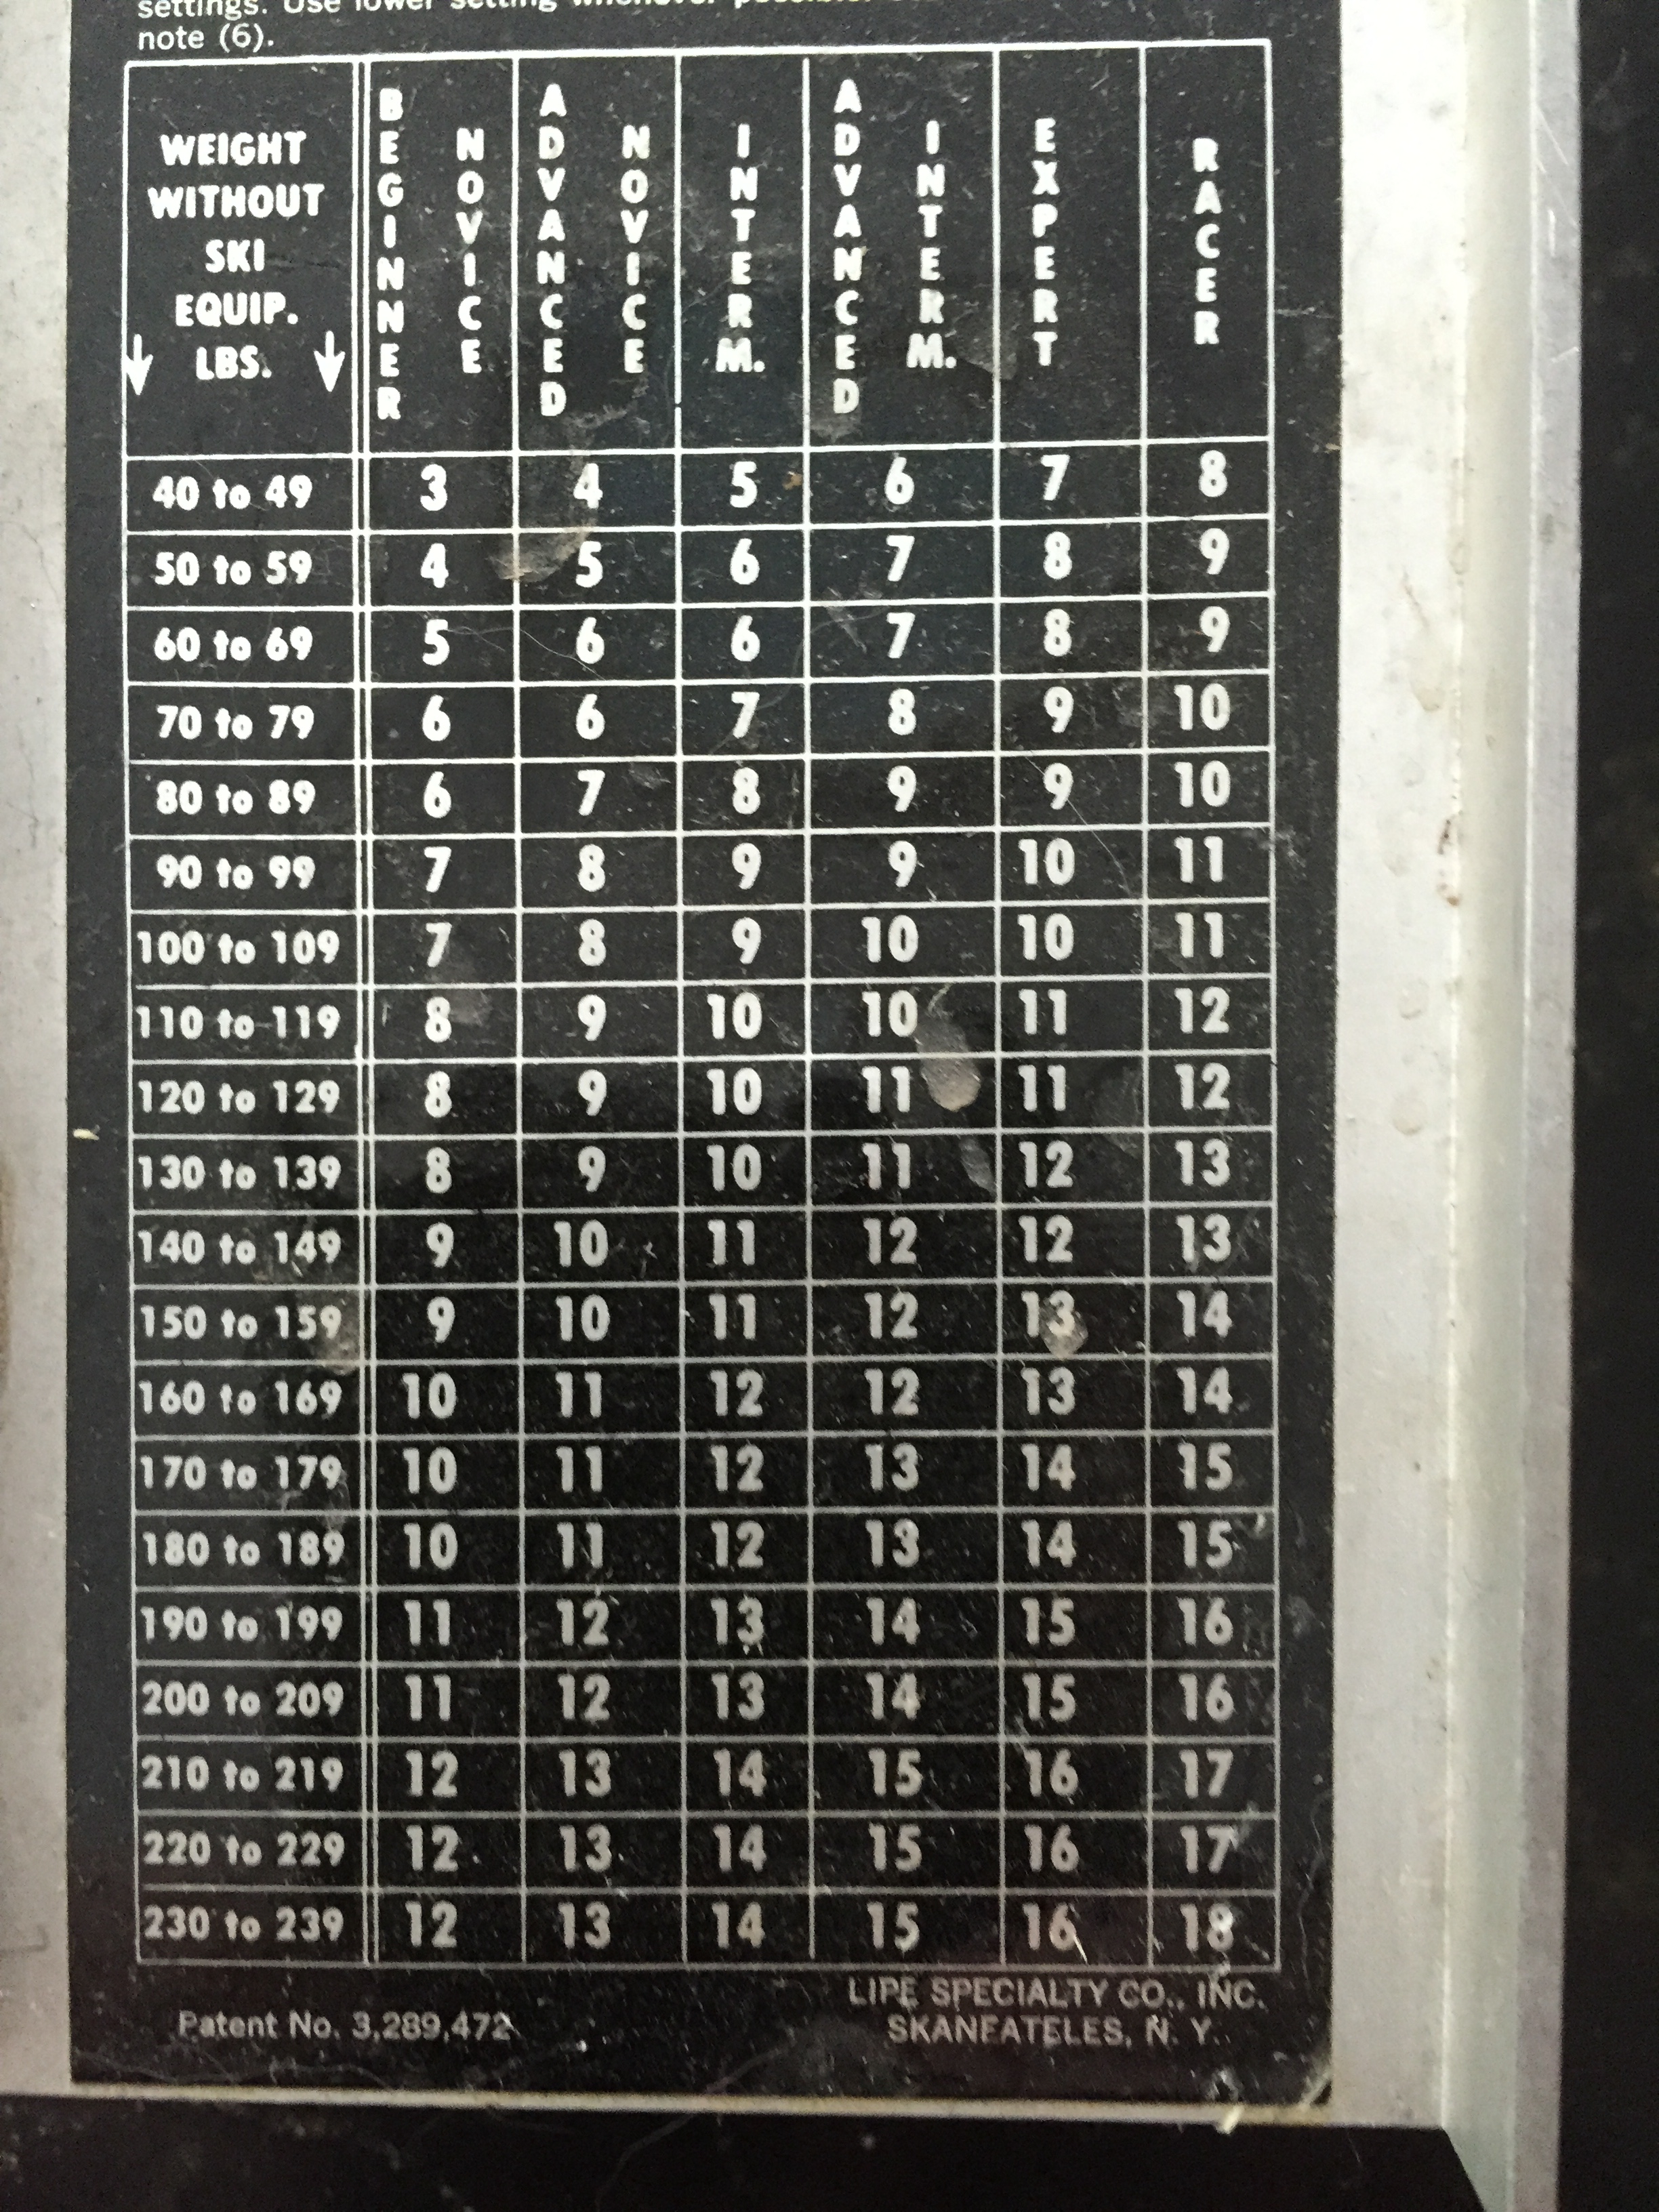 settings. Use lower setting whenever
note (6).
WEIGHT WITHOUT SKI EQUIP. LBS. BEGINNER NOVICE ADVANCED NOVICE INTERM. ADVANCED INTERM. EXPERT RACER
40 to 49 3 4 5 6 7 8
50 to 59 4 5 6 7 8 9
60 to 69 5 6 6 7 8 9
70 to 79 6 6 7 8 9 10
80 to 89 6 7 8 9 9 10
90 to 99 7 8 9 9 10 11
100 to 109 7 8 9 10 10 11
110 to 119 8 9 10 10 11 12
120 to 129 8 9 10 11 11 12
130 to 139 8 9 10 11 12 13
140 to 149 9 10 11 12 12 13
150 to 159 9 10 11 12 13 14
160 to 169 10 11 12 12 13 14
170 to 179 10 11 12 13 14 15
180 to 189 10 11 12 13 14 15
190 to 199 11 12 13 14 15 16
200 to 209 11 12 13 14 15 16
210 to 219 12 13 14 15 16 17
220 to 229 12 13 14 15 16 17
230 to 239 12 13 14 15 16 18
LIPE SPECIALTY CO., INC.
Patent No. 3,289,472 SKANEATELES, N. Y.